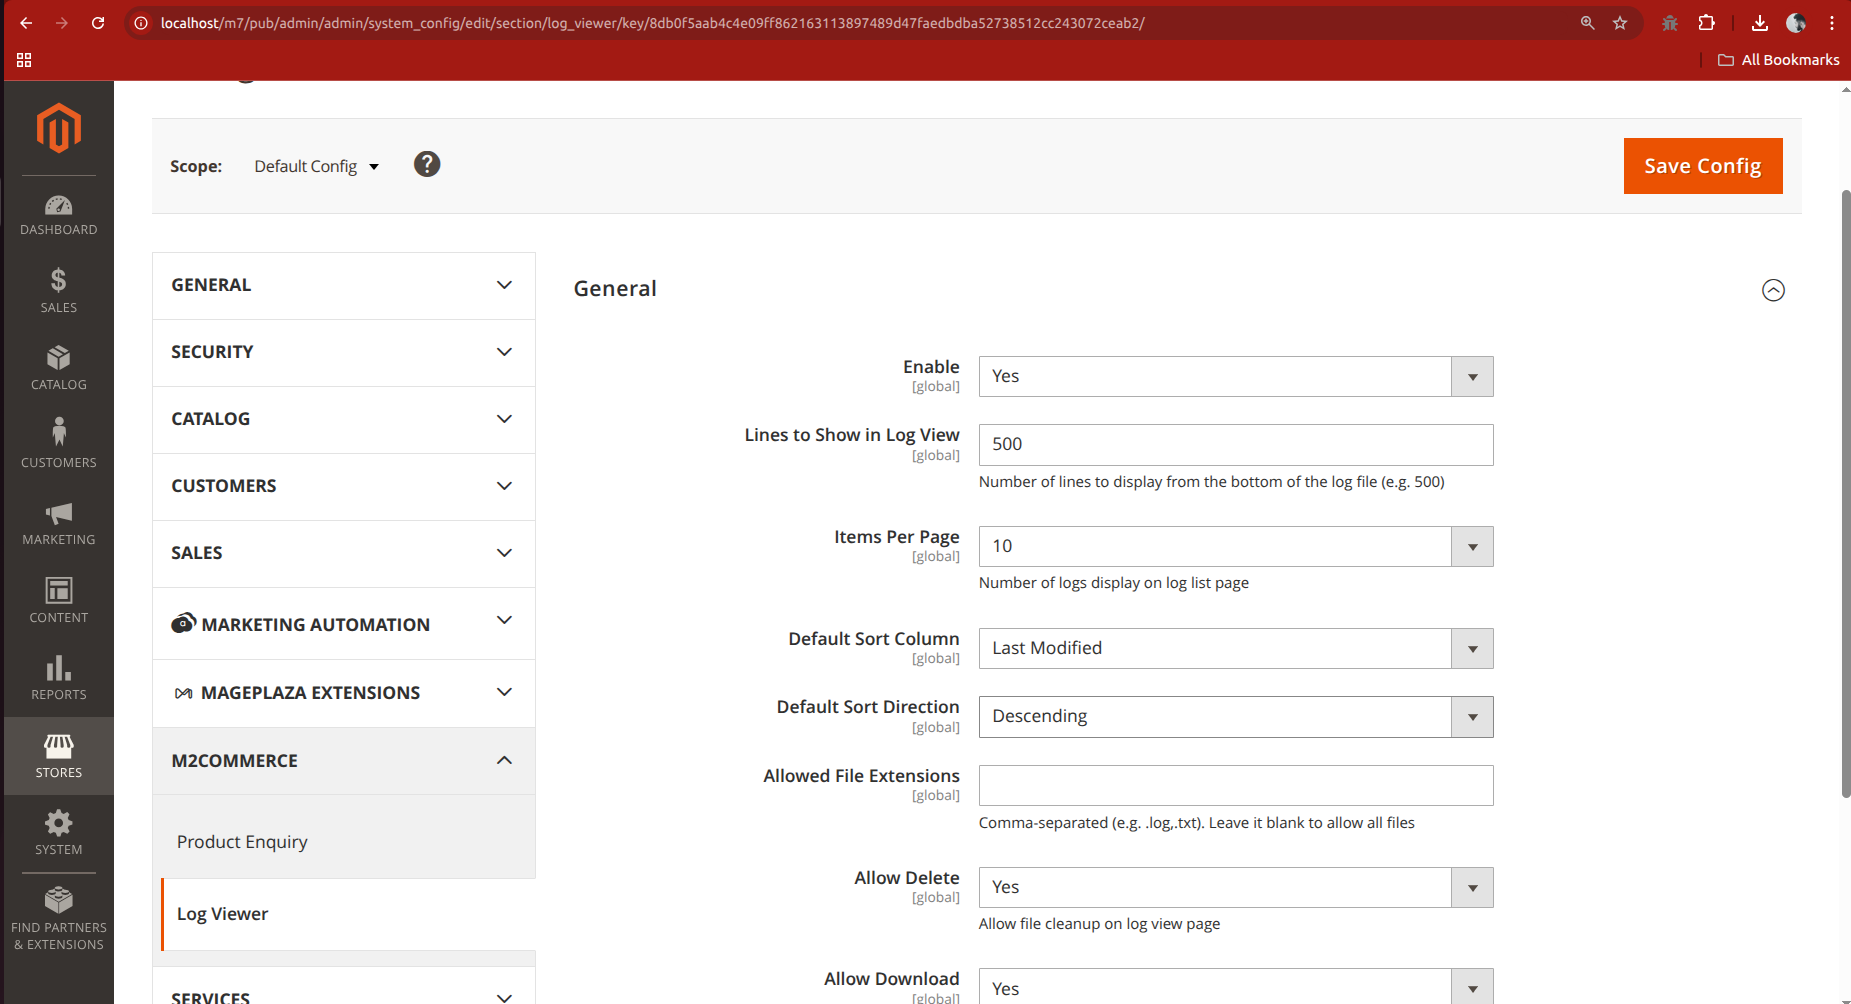 localhost/m7/pub/admin/admin/system_config/edit/section/log_viewer/key/8db0f5aab4c4e09ff862163113897489d47faedbdba52738512cc243072ceab2/
All Bookmarks
DASHBOARD
SALES
CATALOG
CUSTOMERS
MARKETING
CONTENT
REPORTS
STORES
SYSTEM
FIND PARTNERS
& EXTENSIONS
Scope: Default Config ?
Save Config
GENERAL
SECURITY
CATALOG
CUSTOMERS
SALES
MARKETING AUTOMATION
MAGEPLAZA EXTENSIONS
M2COMMERCE
Product Enquiry
Log Viewer
SERVICES
General
Enable
[global]
Yes
Lines to Show in Log View
[global]
500
Number of lines to display from the bottom of the log file (e.g. 500)
Items Per Page
[global]
10
Number of logs display on log list page
Default Sort Column
[global]
Last Modified
Default Sort Direction
[global]
Descending
Allowed File Extensions
[global]
Comma-separated (e.g. .log,.txt). Leave it blank to allow all files
Allow Delete
[global]
Yes
Allow file cleanup on log view page
Allow Download
[global]
Yes